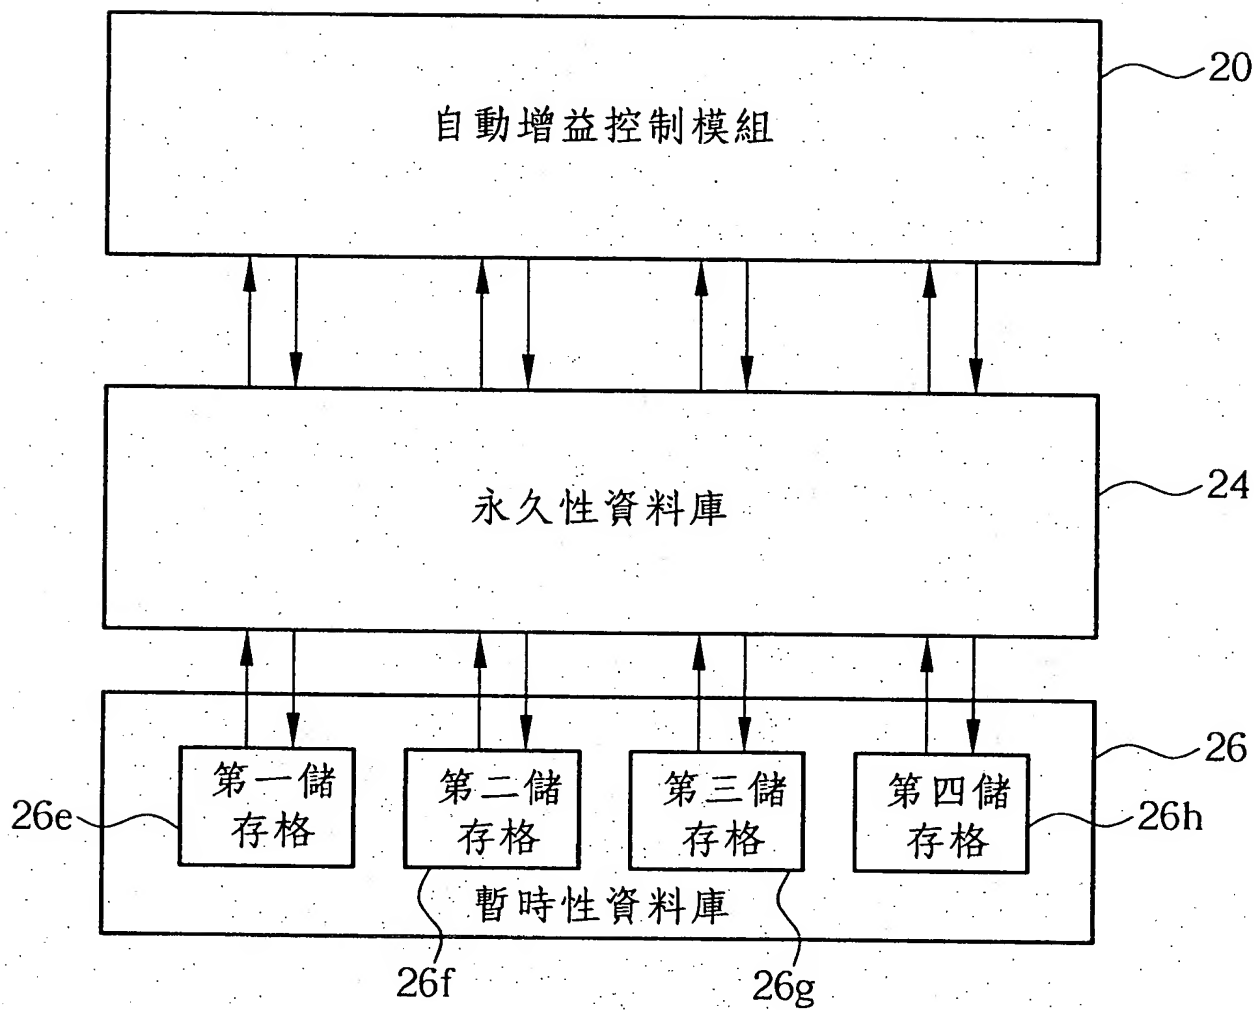 20
自動增益控制模組
永久性資料庫
24
26
第一儲
存格
第二儲
存格
第三儲
存格
第四儲
存格
26e
26h
暫時性資料庫
26f
26g